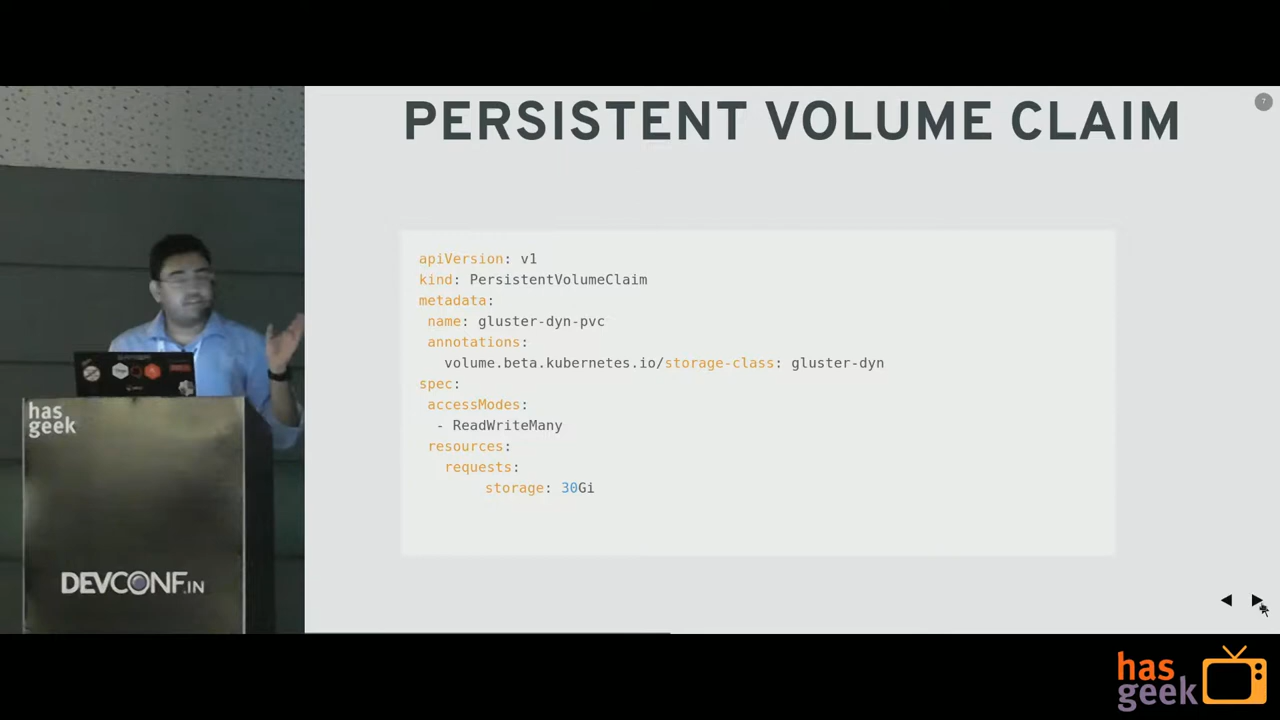 PERSISTENT VOLUME CLAIM
?
apiVersion: v1
kind: PersistentVolumeClaim
metadata:
name: gluster-dyn-pvc
annotations:
volume.beta.kubernetes.io/storage-class: gluster-dyn
spec:
accessModes:
- ReadWriteMany
resources:
requests:
storage: 30Gi
has
geek
DEVCONF.IN
has
geek